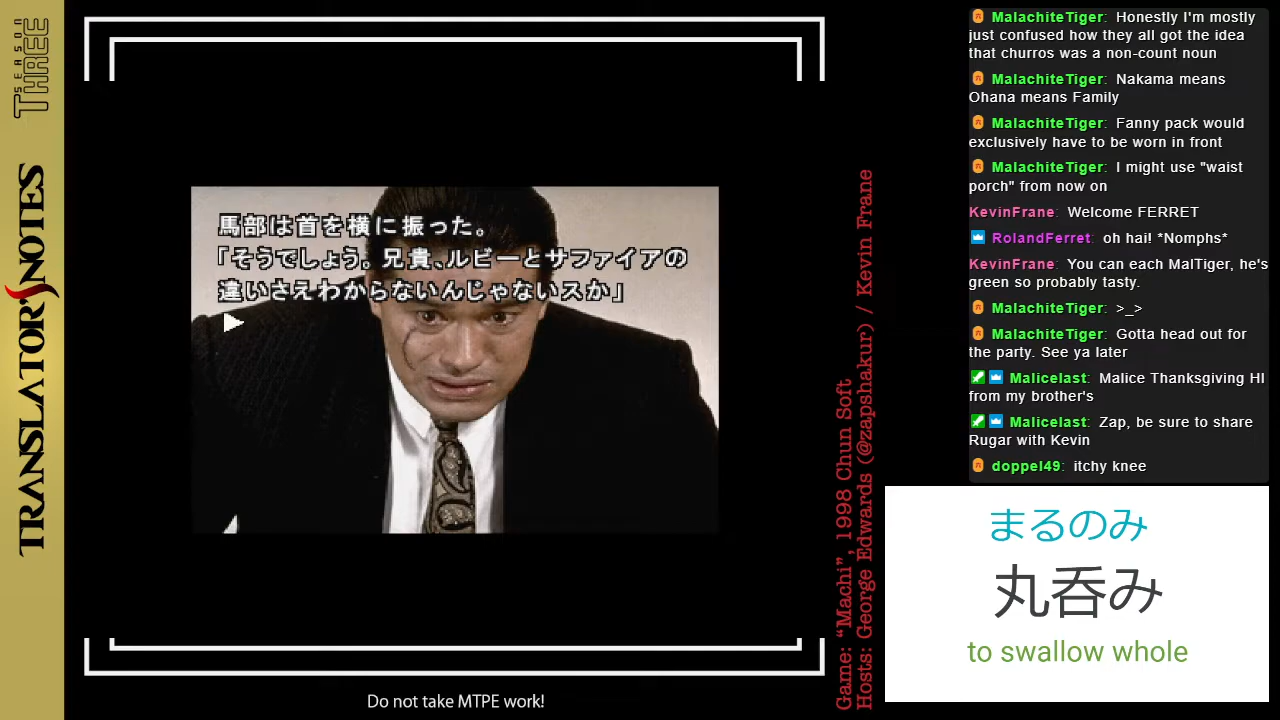 SEASON
THREE
TRANSLATOR'S NOTES
馬部は首を横に振った。
「そうでしょう。兄貴、ルビーとサファイアの
違いさえわからないんじゃないスか」
Game: “Machi”, 1998 Chun Soft
Hosts: George Edwards (@zapshakur) / Kevin Frane
Do not take MTPE work!
MalachiteTiger: Honestly I'm mostly
just confused how they all got the idea
that churros was a non-count noun
MalachiteTiger: Nakama means
Ohana means Family
MalachiteTiger: Fanny pack would
exclusively have to be worn in front
MalachiteTiger: I might use "waist
porch" from now on
KevinFrane: Welcome FERRET
RolandFerret: oh hai! *Nomphs*
KevinFrane: You can each MalTiger, he's
green so probably tasty.
MalachiteTiger: >_>
MalachiteTiger: Gotta head out for
the party. See ya later
Malicelast: Malice Thanksgiving HI
from my brother's
Malicelast: Zap, be sure to share
Rugar with Kevin
doppel49: itchy knee
まるのみ
丸呑み
to swallow whole